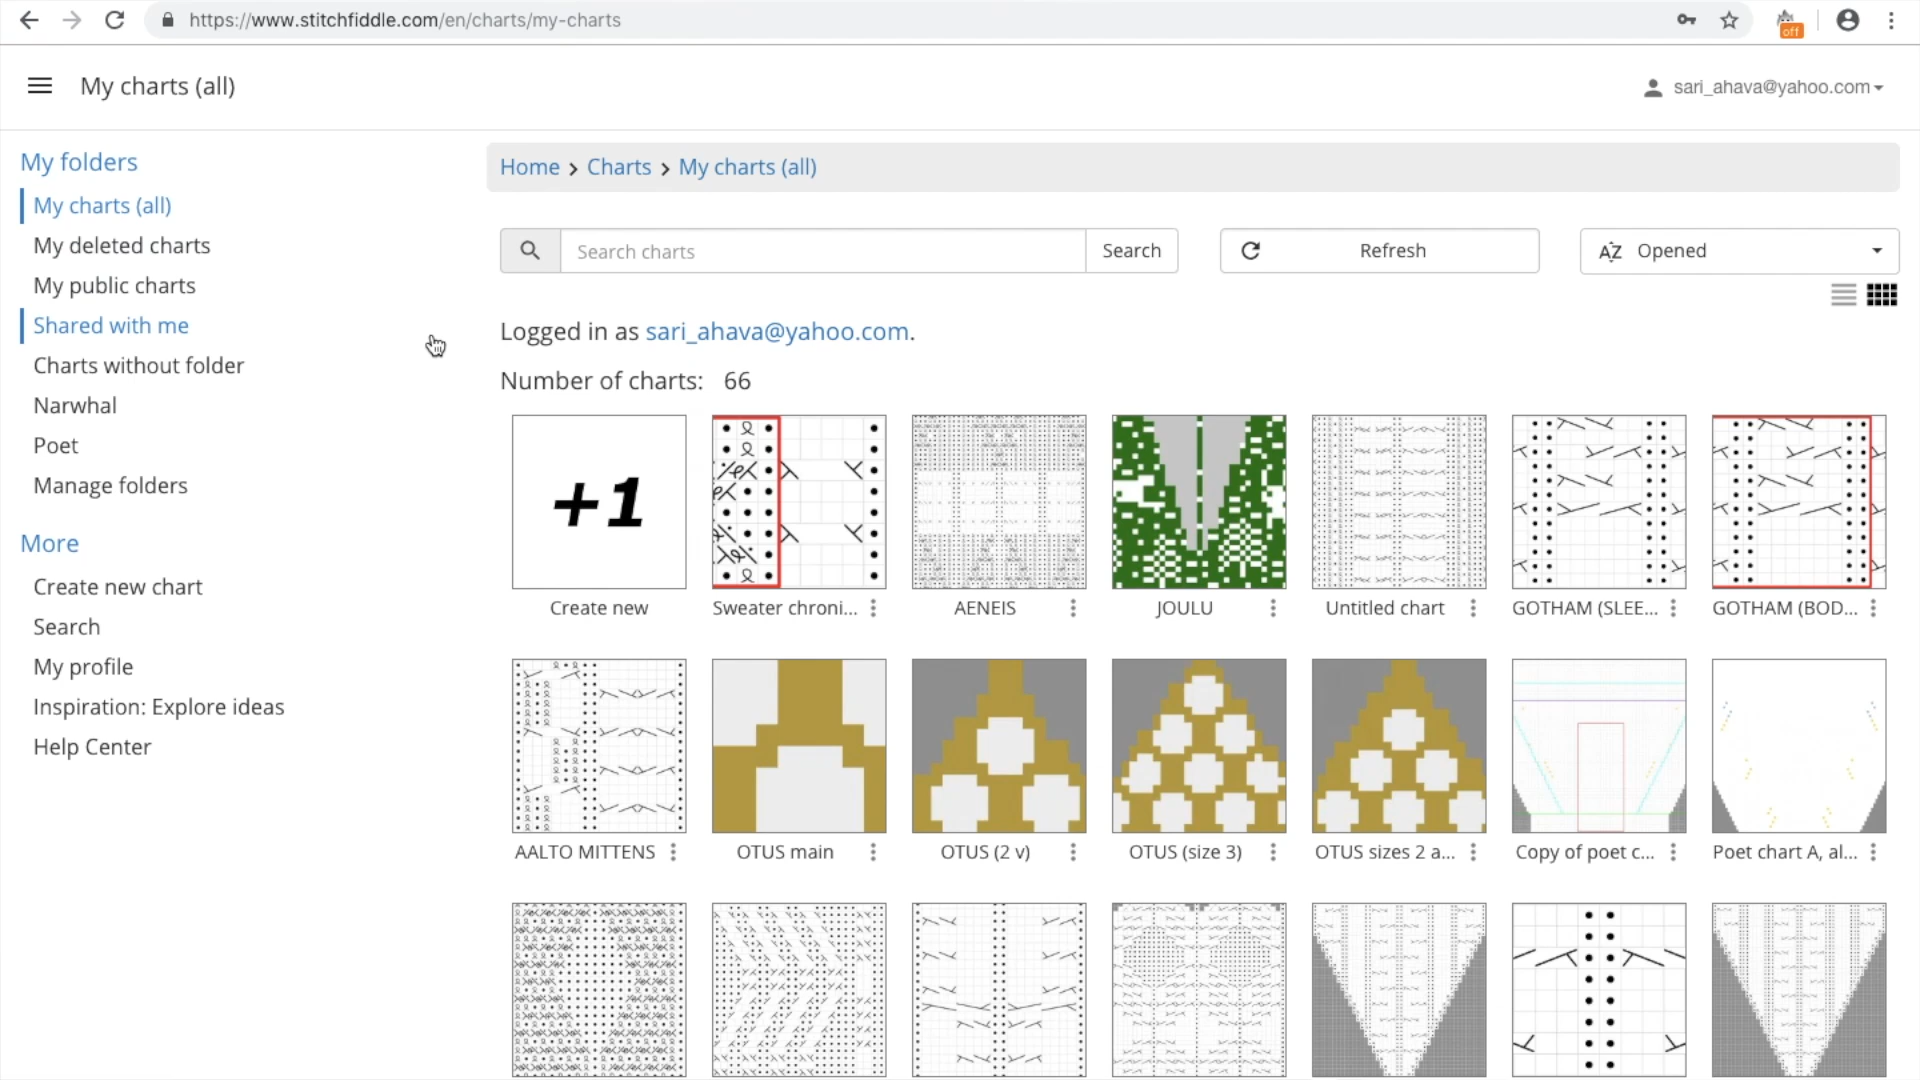 https://www.stitchfiddle.com/en/charts/my-charts
off
My charts (all)
sari_ahava@yahoo.com
My folders
My charts (all)
My deleted charts
My public charts
Shared with me
Charts without folder
Narwhal
Poet
Manage folders
More
Create new chart
Search
My profile
Inspiration: Explore ideas
Help Center
Home > Charts > My charts (all)
Search charts
Search
Refresh
AZ Opened
Logged in as sari_ahava@yahoo.com.
Number of charts: 66
+1
Create new
Sweater chroni...
AENEIS
JOULU
Untitled chart
GOTHAM (SLEE...
GOTHAM (BOD...
AALTO MITTENS
OTUS main
OTUS (2 v)
OTUS (size 3)
OTUS sizes 2 a...
Copy of poet c...
Poet chart A, al...